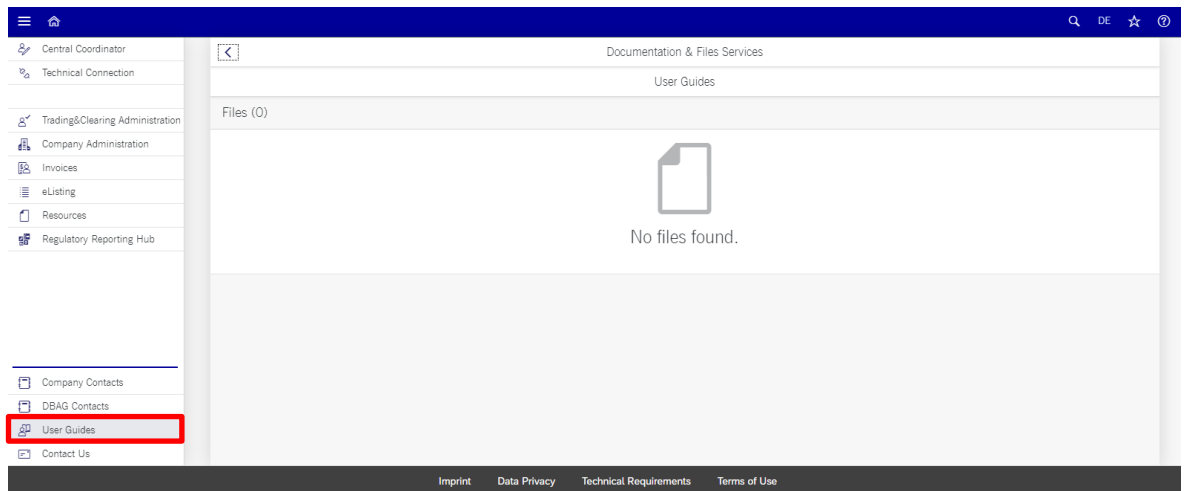 DE
Central Coordinator
Technical Connection
Trading&Clearing Administration
Company Administration
Invoices
eListing
Resources
Regulatory Reporting Hub
Company Contacts
DBAG Contacts
User Guides
Contact Us
Documentation & Files Services
User Guides
Files (0)
No files found.
Imprint Data Privacy Technical Requirements Terms of Use